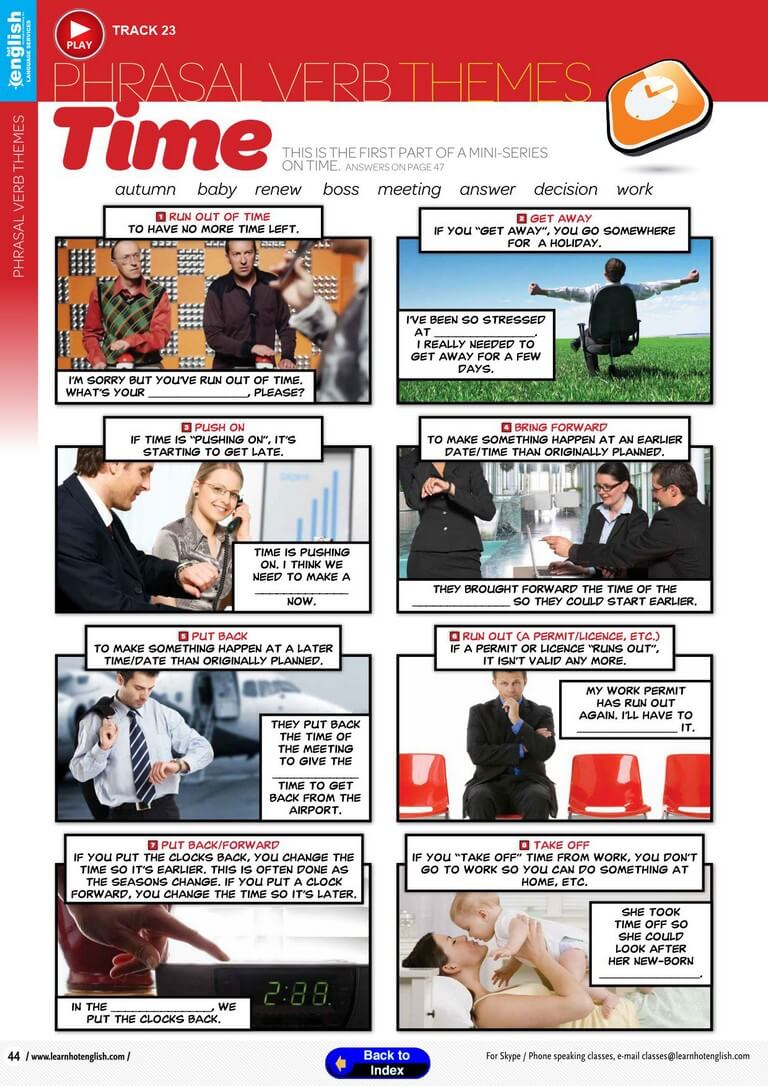 english
LANGUAGE SERVICES
PLAY
TRACK 23
PHRASAL VERB THEMES
PHRASAL VERB THEMES
Time
THIS IS THE FIRST PART OF A MINI-SERIES
ON TIME. ANSWERS ON PAGE 47
autumn baby renew boss meeting answer decision work
1 RUN OUT OF TIME
TO HAVE NO MORE TIME LEFT.
I'M SORRY BUT YOU'VE RUN OUT OF TIME.
WHAT'S YOUR ______________, PLEASE?
2 GET AWAY
IF YOU "GET AWAY", YOU GO SOMEWHERE
FOR A HOLIDAY.
I'VE BEEN SO STRESSED
AT ______________.
I REALLY NEEDED TO
GET AWAY FOR A FEW
DAYS.
3 PUSH ON
IF TIME IS "PUSHING ON", IT'S
STARTING TO GET LATE.
TIME IS PUSHING
ON. I THINK WE
NEED TO MAKE A
______________
NOW.
4 BRING FORWARD
TO MAKE SOMETHING HAPPEN AT AN EARLIER
DATE/TIME THAN ORIGINALLY PLANNED.
THEY BROUGHT FORWARD THE TIME OF THE
______________ SO THEY COULD START EARLIER.
5 PUT BACK
TO MAKE SOMETHING HAPPEN AT A LATER
TIME/DATE THAN ORIGINALLY PLANNED.
THEY PUT BACK
THE TIME OF
THE MEETING
TO GIVE THE
______________
TIME TO GET
BACK FROM THE
AIRPORT.
6 RUN OUT (A PERMIT/LICENCE, ETC.)
IF A PERMIT OR LICENCE "RUNS OUT",
IT ISN'T VALID ANY MORE.
MY WORK PERMIT
HAS RUN OUT
AGAIN. I'LL HAVE TO
______________ IT.
7 PUT BACK/FORWARD
IF YOU PUT THE CLOCKS BACK, YOU CHANGE THE
TIME SO IT'S EARLIER. THIS IS OFTEN DONE AS
THE SEASONS CHANGE. IF YOU PUT A CLOCK
FORWARD, YOU CHANGE THE TIME SO IT'S LATER.
IN THE ______________, WE
PUT THE CLOCKS BACK.
8 TAKE OFF
IF YOU "TAKE OFF" TIME FROM WORK, YOU DON'T
GO TO WORK SO YOU CAN DO SOMETHING AT
HOME, ETC.
SHE TOOK
TIME OFF SO
SHE COULD
LOOK AFTER
HER NEW-BORN
______________.
44 / www.learnhotenglish.com /
Back to
Index
For Skype / Phone speaking classes, e-mail classes@learnhotenglish.com